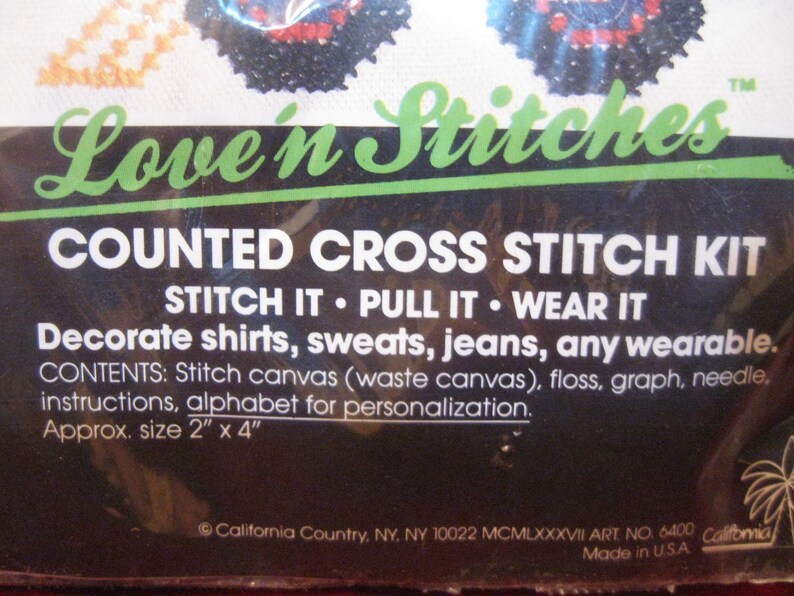 Love'n Stitches™
COUNTED CROSS STITCH KIT
STITCH IT • PULL IT • WEAR IT
Decorate shirts, sweats, jeans, any wearable.
CONTENTS: Stitch canvas (waste canvas), floss, graph, needle,
instructions, alphabet for personalization.
Approx. size 2" x 4"
© California Country, NY, NY 10022 MCMLXXXVII ART. NO. 6400
Made in U.S.A.
California